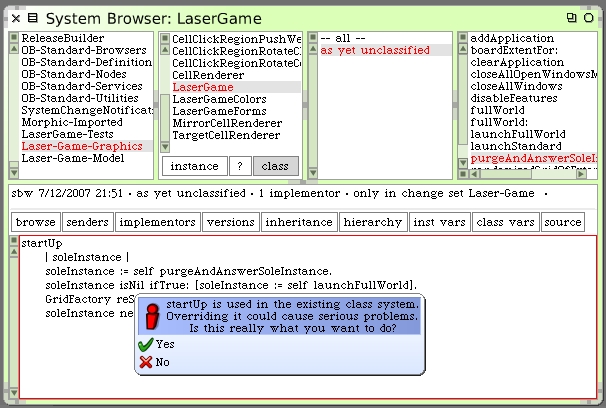 System Browser: LaserGame
ReleaseBuilder
OB-Standard-Browsers
OB-Standard-Definition
OB-Standard-Nodes
OB-Standard-Services
OB-Standard-Utilities
SystemChangeNotificat
Morphic-Imported
LaserGame-Tests
Laser-Game-Graphics
Laser-Game-Model
CellClickRegionPushWe
CellClickRegionRotateC
CellClickRegionRotateCo
CellRenderer
LaserGame
LaserGameColors
LaserGameForms
MirrorCellRenderer
TargetCellRenderer
instance ? class
-- all --
as yet unclassified
addApplication
boardExtentFor:
clearApplication
closeAllOpenWindowsM
closeAllWindows
disableFeatures
fullWorld
fullWorld:
launchFullWorld
launchStandard
purgeAndAnswerSoleIn
sbw 7/12/2007 21:51 · as yet unclassified · 1 implementor · only in change set Laser-Game ·
browse senders implementors versions inheritance hierarchy inst vars class vars source
startUp
| soleInstance |
soleInstance := self purgeAndAnswerSoleInstance.
soleInstance isNil ifTrue: [soleInstance := self launchFullWorld].
GridFactory reS
soleInstance ne
startUp is used in the existing class system.
Overriding it could cause serious problems.
Is this really what you want to do?
Yes
No